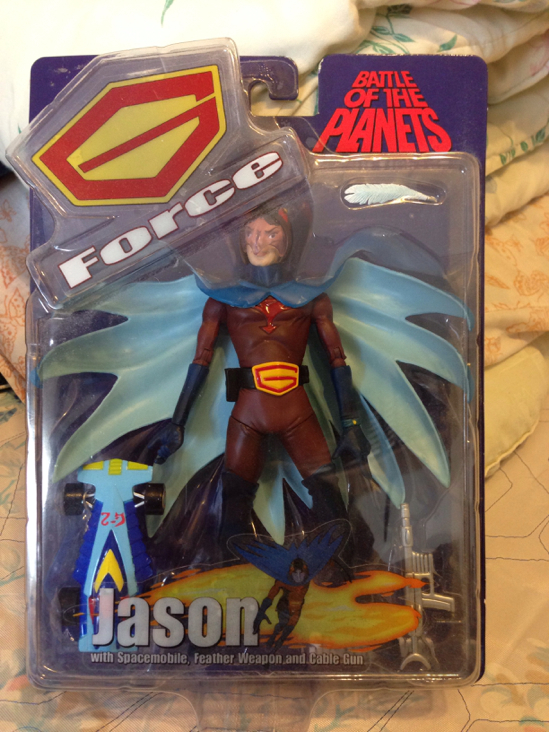 G
Force
BATTLE
OF THE
PLANETS
G
G-2
Jason
with Spacemobile, Feather Weapon, and Cable Gun